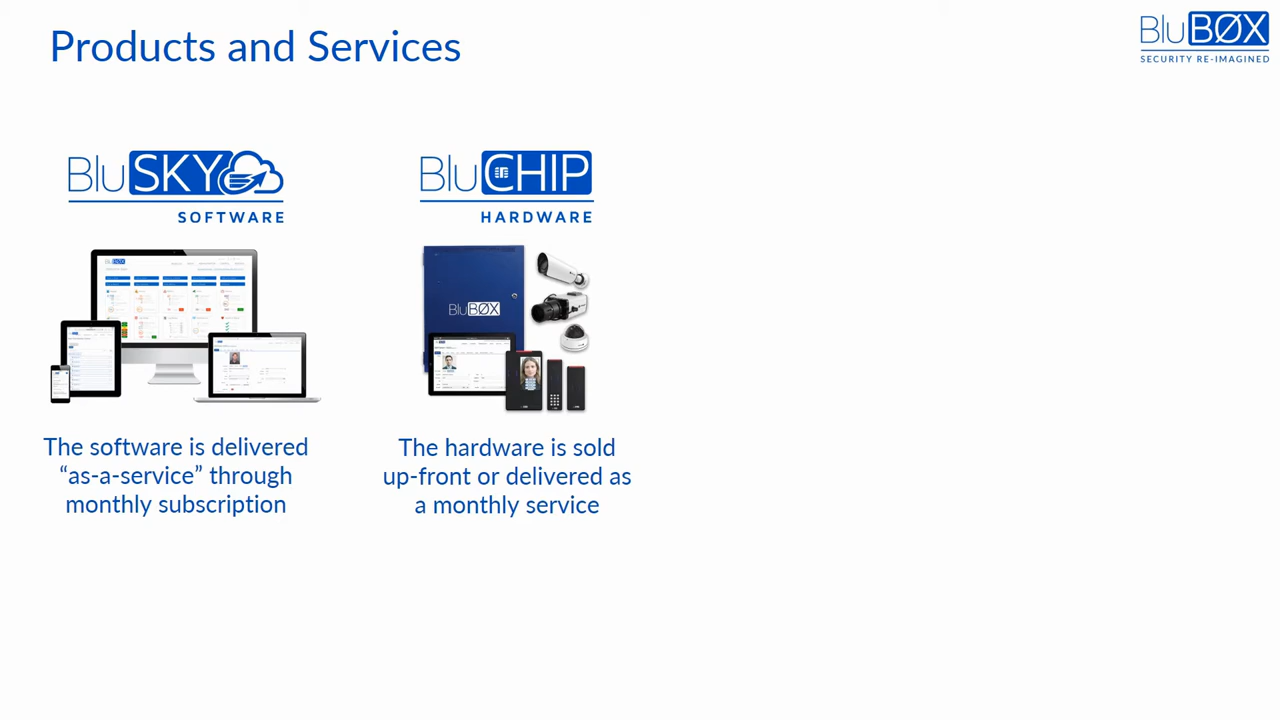 Products and Services
BluBØX
SECURITY RE-IMAGINED
BluSKY
SOFTWARE
BluCHIP
HARDWARE
BluBØX
BluBØX
The software is delivered
“as-a-service” through
monthly subscription
The hardware is sold
up-front or delivered as
a monthly service